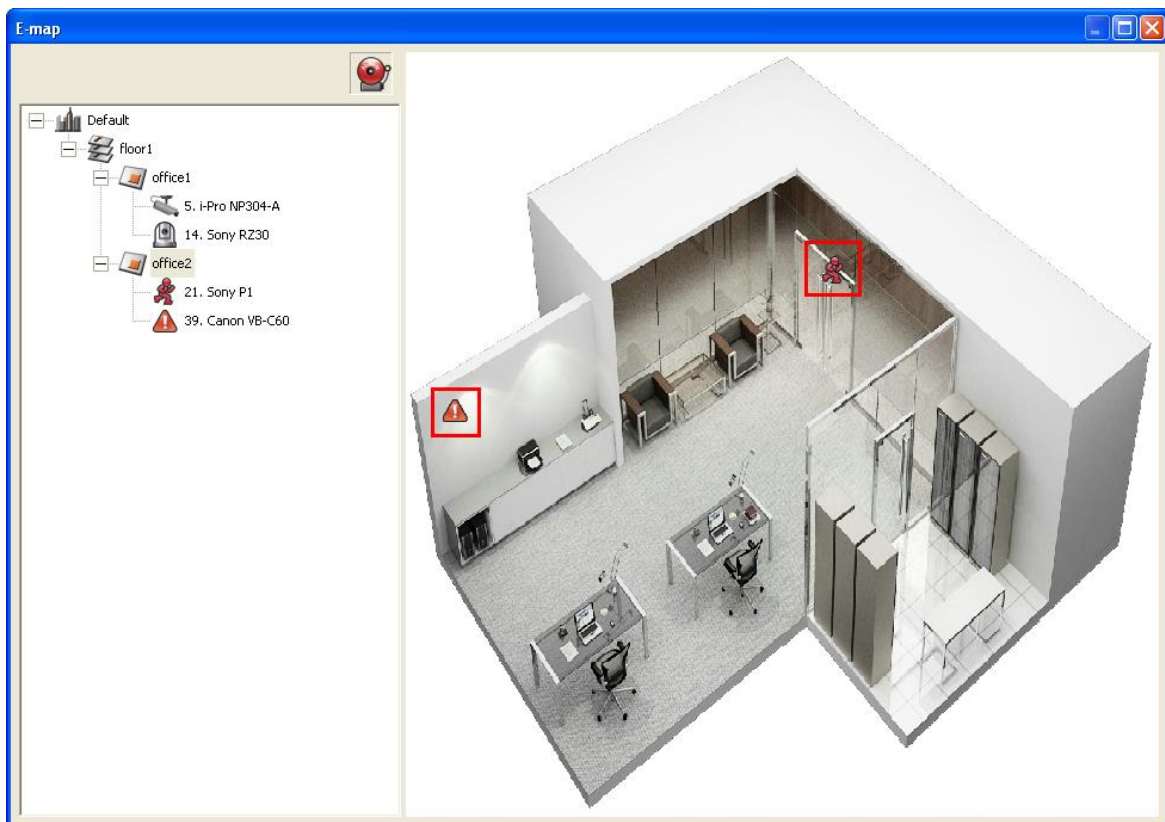 E-map
Default
floor1
office1
5. i-Pro NP304-A
14. Sony RZ30
office2
21. Sony P1
39. Canon VB-C60